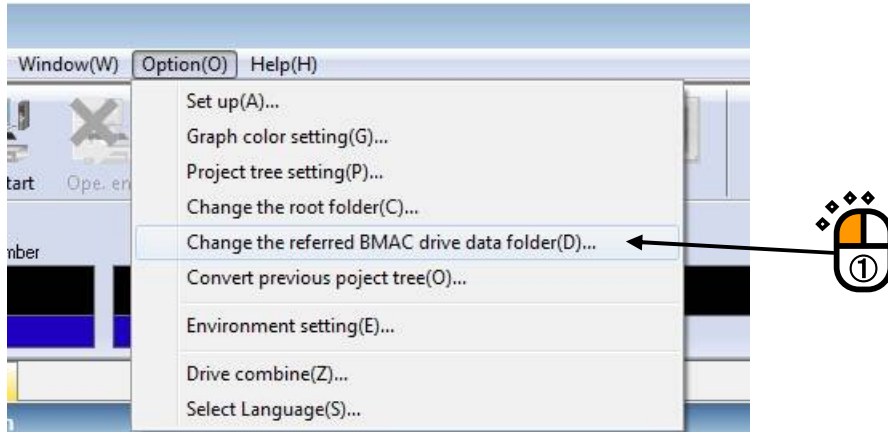 Window(W) Option(O) Help(H)
Set up(A)...
Graph color setting(G)...
Project tree setting(P)...
Change the root folder(C)...
Change the referred BMAC drive data folder(D)...
Convert previous poject tree(O)...
Environment setting(E)...
Drive combine(Z)...
Select Language(S)...
tart Ope. en
mber
①